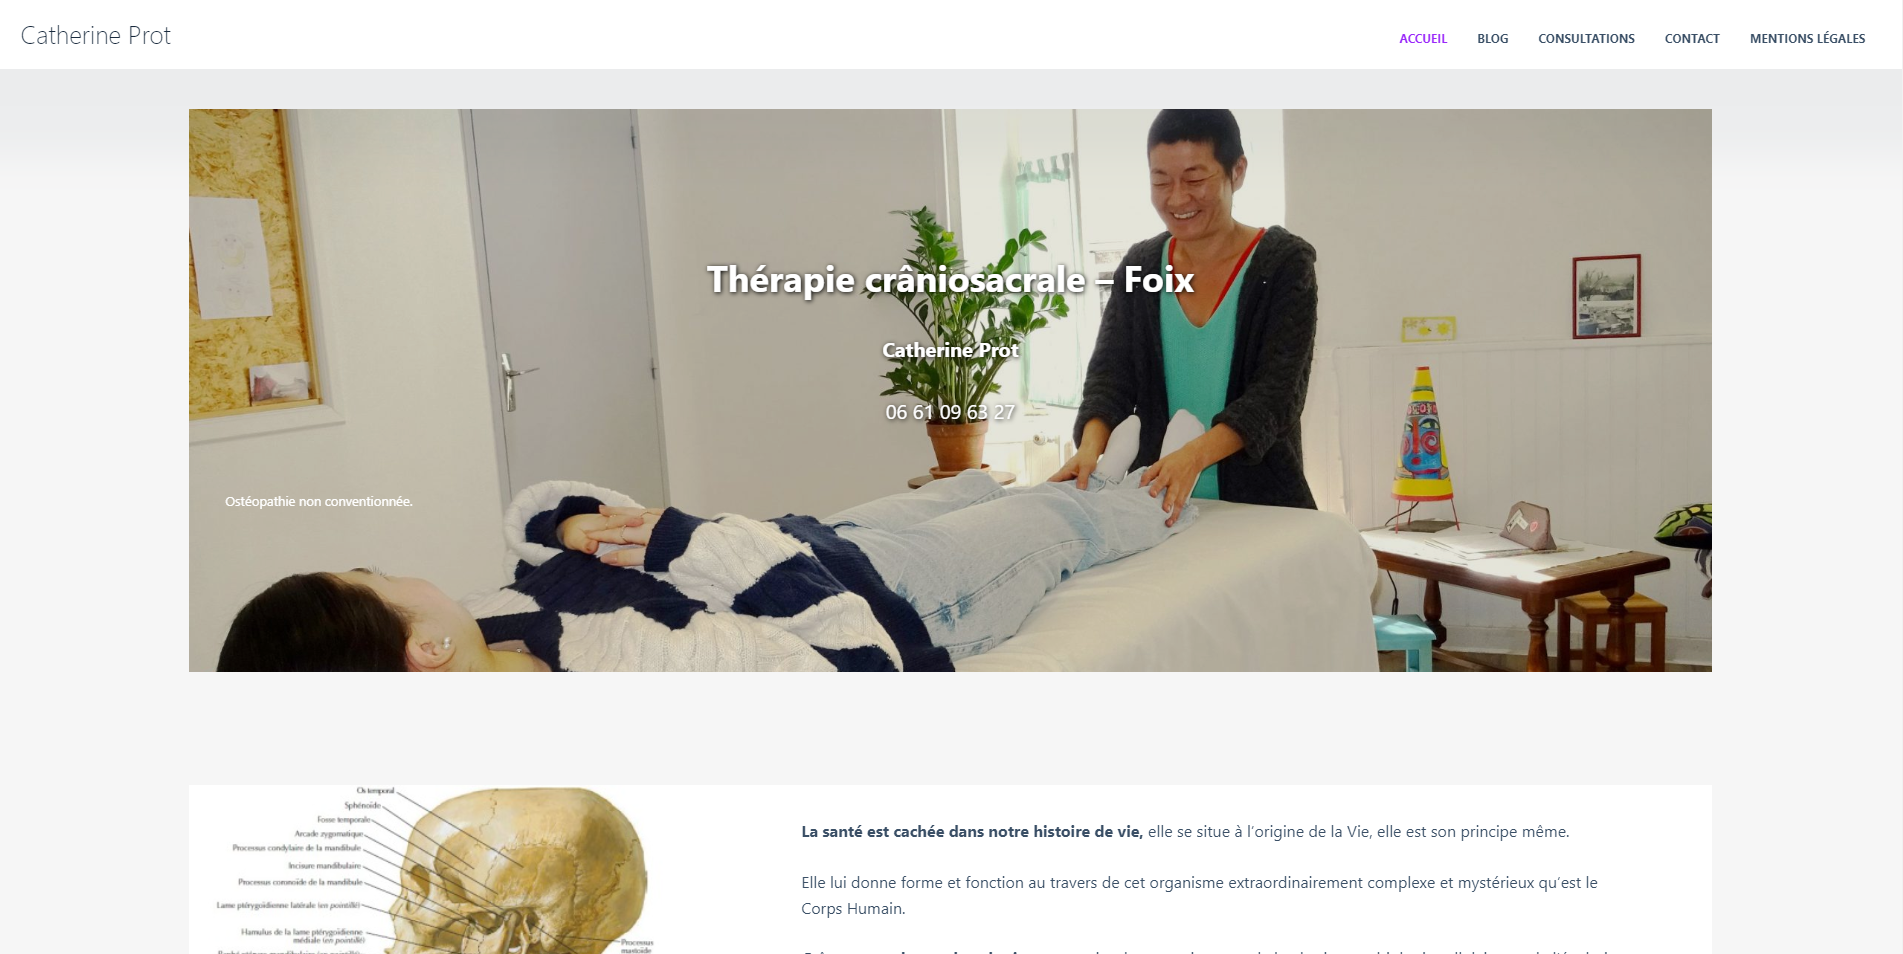 Catherine Prot
ACCUEIL
BLOG
CONSULTATIONS
CONTACT
MENTIONS LÉGALES
Thérapie crâniosacrale – Foix
Catherine Prot
06 61 09 63 27
Ostéopathie non conventionnée.
Os temporal
Sphénoïde
Fosse temporale
Arcade zygomatique
Processus condylaire de la mandibule
Incisure mandibulaire
Processus coronoïde de la mandibule
Lame ptérygoïdienne latérale (en pointillé)
Hamulus de la lame ptérygoïdienne
médiale (en pointillé)
Processus
mastoïde
La santé est cachée dans notre histoire de vie, elle se situe à l’origine de la Vie, elle est son principe même.
Elle lui donne forme et fonction au travers de cet organisme extraordinairement complexe et mystérieux qu’est le
Corps Humain.